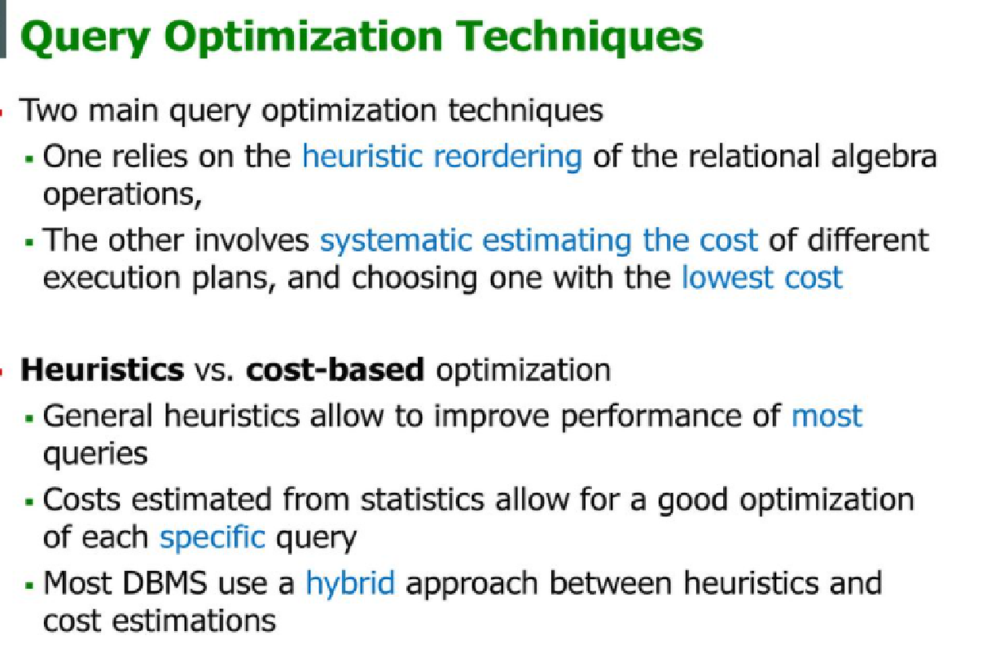 Query Optimization Techniques
Two main query optimization techniques
▪ One relies on the heuristic reordering of the relational algebra
operations,
▪ The other involves systematic estimating the cost of different
execution plans, and choosing one with the lowest cost
Heuristics vs. cost-based optimization
▪ General heuristics allow to improve performance of most
queries
▪ Costs estimated from statistics allow for a good optimization
of each specific query
▪ Most DBMS use a hybrid approach between heuristics and
cost estimations